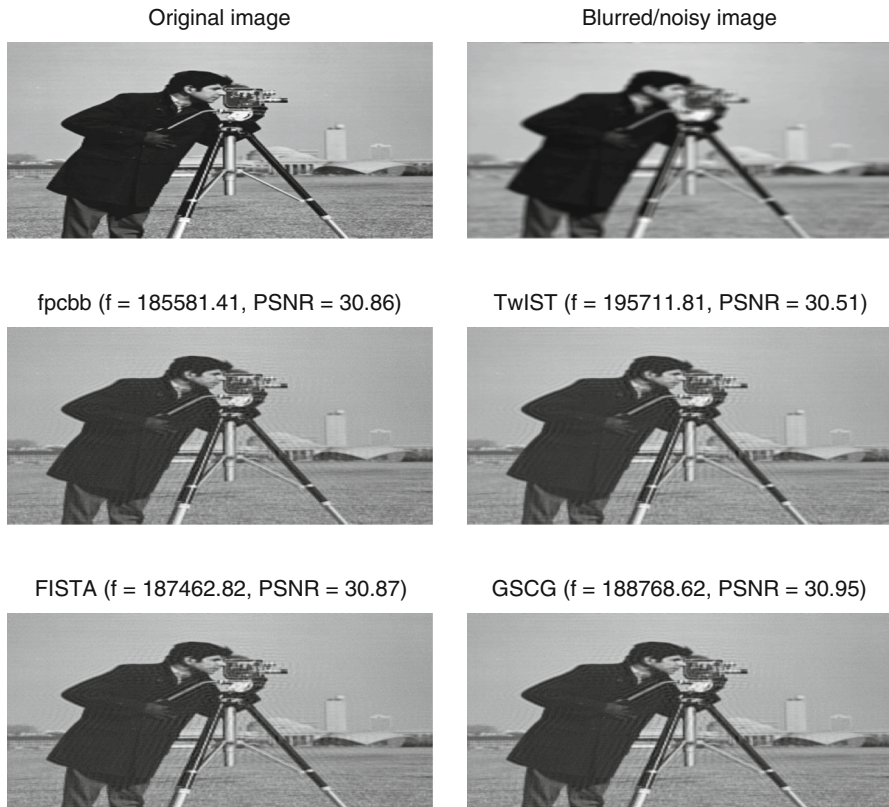 Original image
Blurred/noisy image
fpcbb (f = 185581.41, PSNR = 30.86)
TwIST (f = 195711.81, PSNR = 30.51)
FISTA (f = 187462.82, PSNR = 30.87)
GSCG (f = 188768.62, PSNR = 30.95)